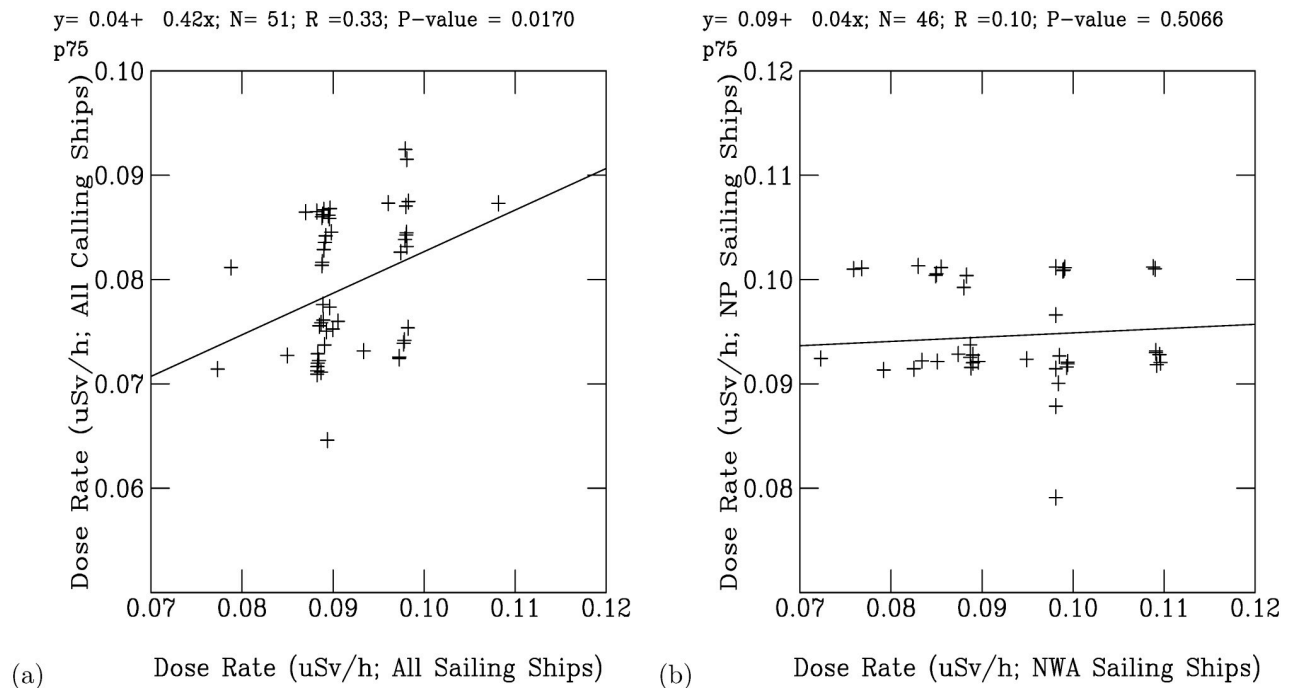 y= 0.04+ 0.42x; N= 51; R =0.33; P-value = 0.0170
p75
0.10
0.09
0.08
0.07
0.06
Dose Rate (uSv/h; All Calling Ships)
0.07 0.08 0.09 0.10 0.11 0.12
(a) Dose Rate (uSv/h; All Sailing Ships)
y= 0.09+ 0.04x; N= 46; R =0.10; P-value = 0.5066
p75
0.12
0.11
0.10
0.09
0.08
Dose Rate (uSv/h; NP Sailing Ships)
0.07 0.08 0.09 0.10 0.11 0.12
(b) Dose Rate (uSv/h; NWA Sailing Ships)